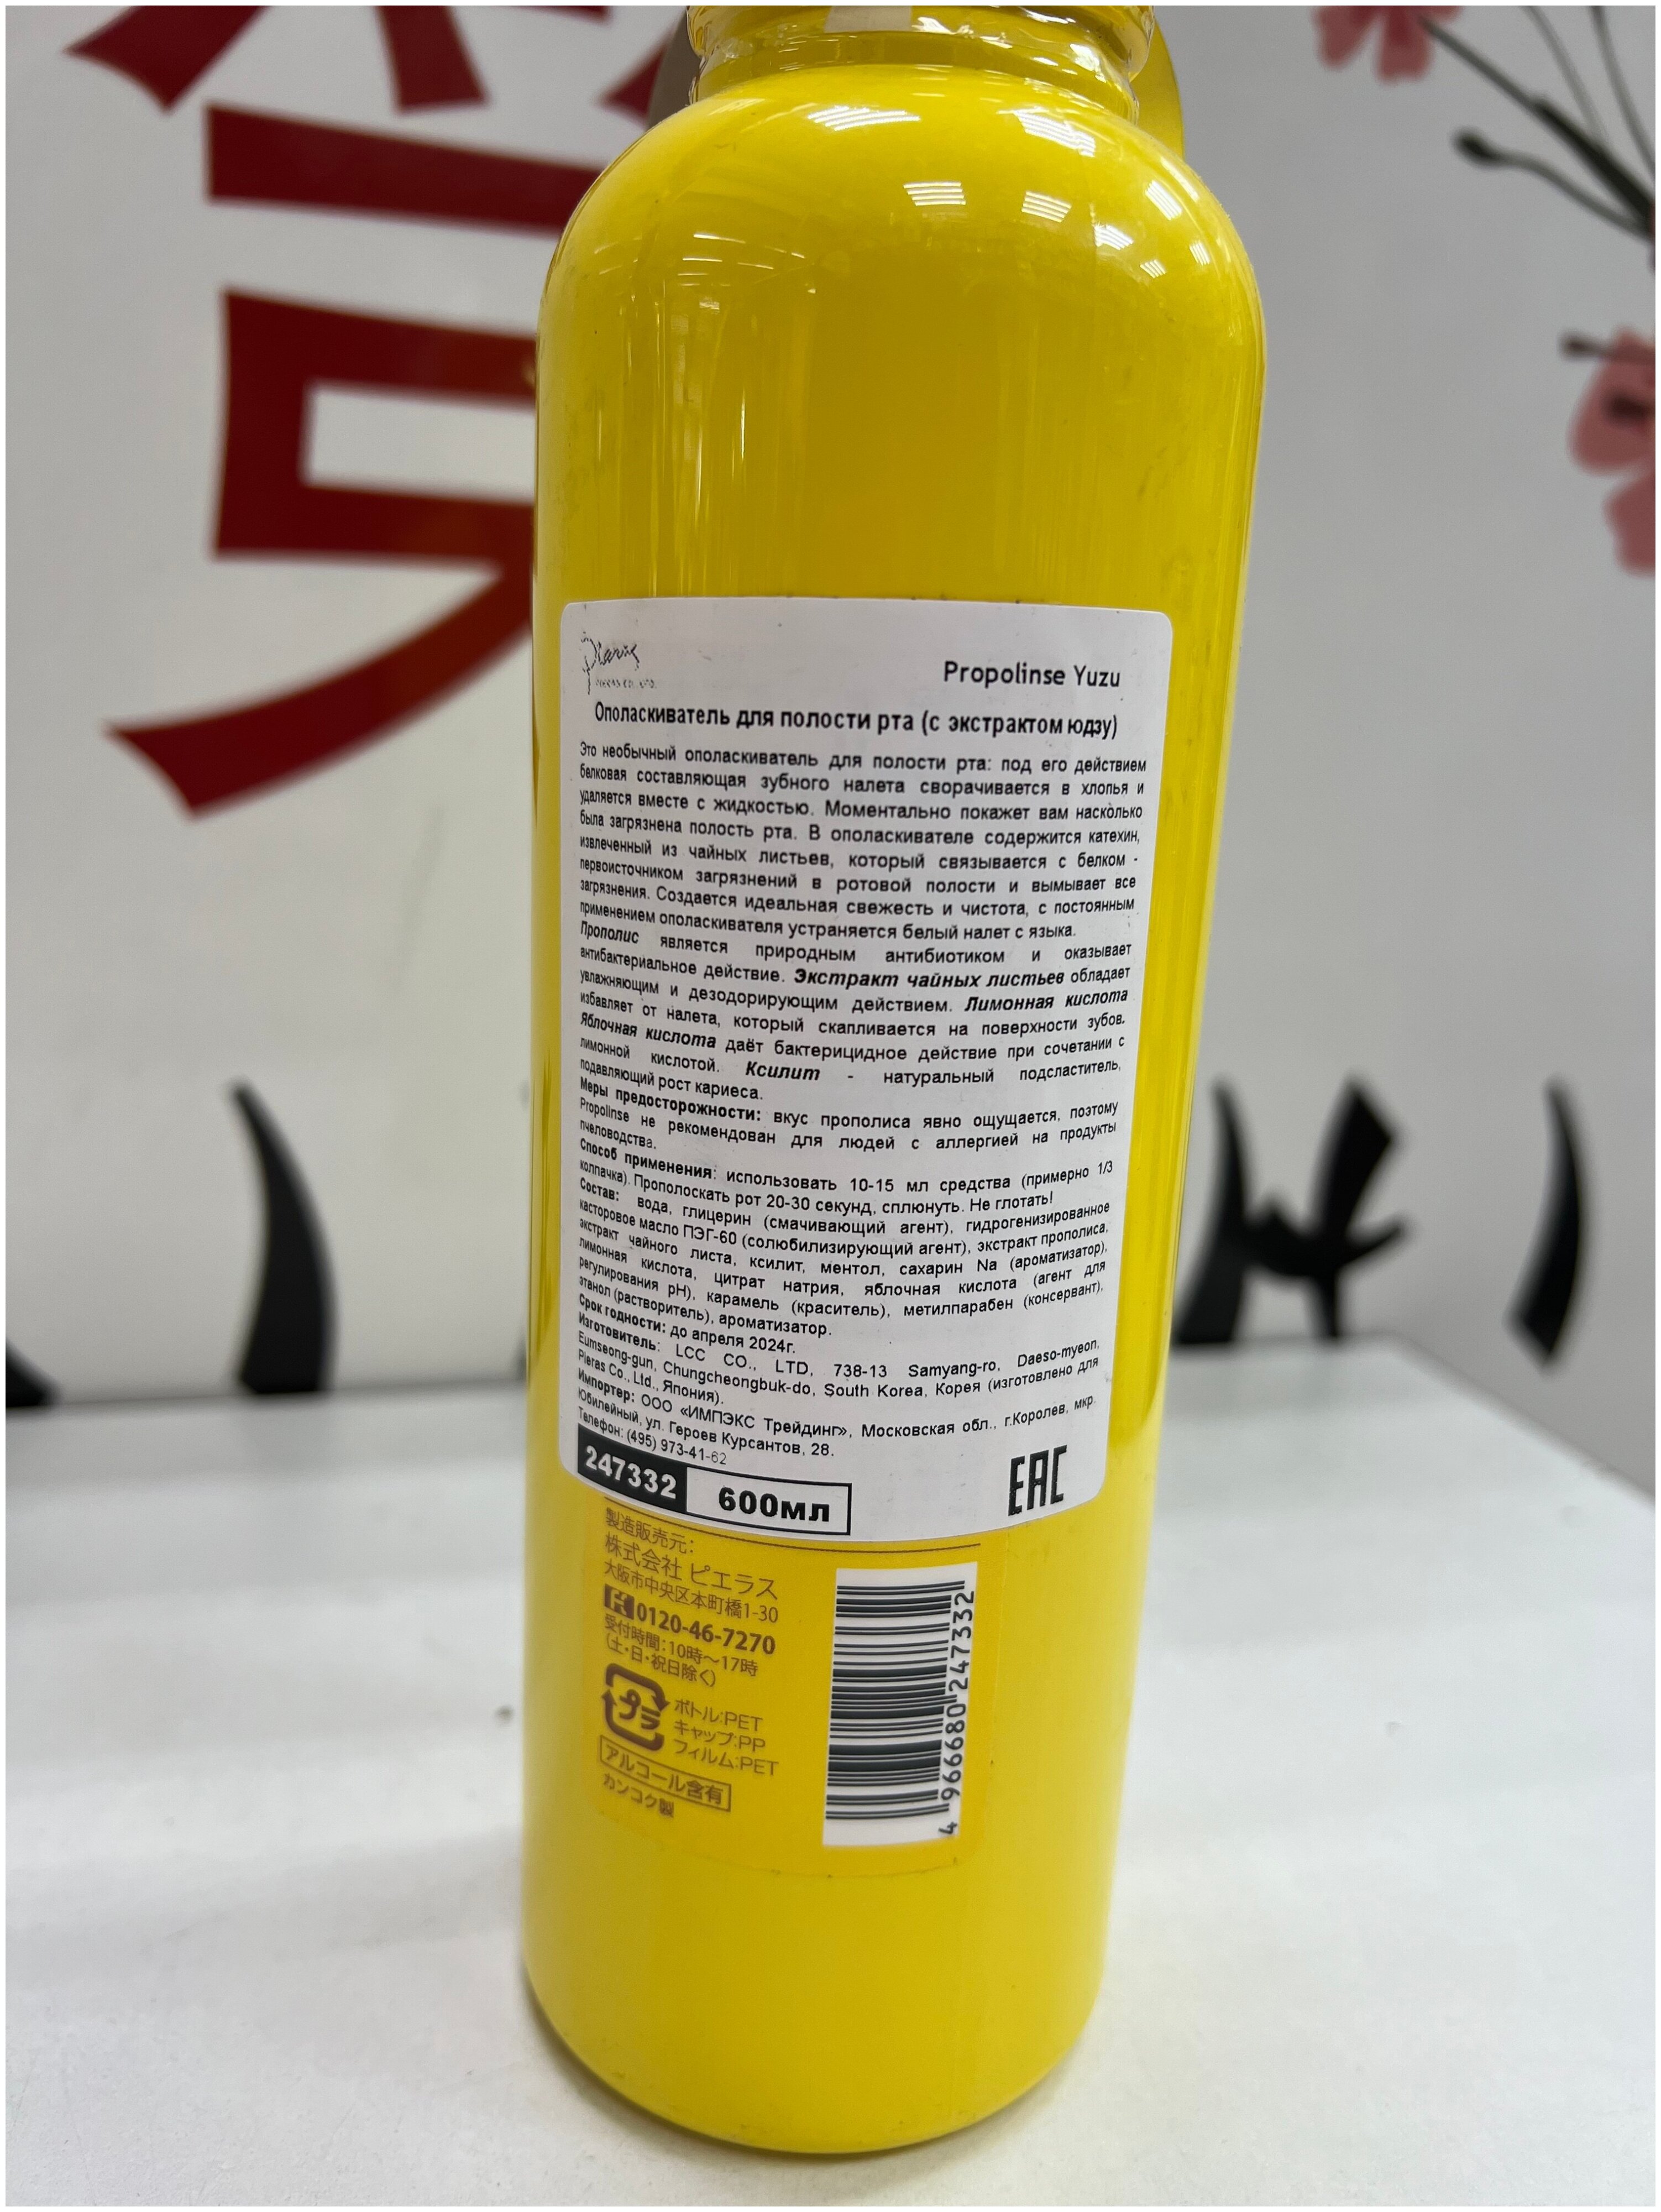 Pieras
PIERAS CO., LTD.
Propolinse Yuzu
Ополаскиватель для полости рта (с экстрактом юдзу)
Это необычный ополаскиватель для полости рта: под его действием
белковая составляющая зубного налета сворачивается в хлопья и
удаляется вместе с жидкостью. Моментально покажет вам насколько
была загрязнена полость рта. В ополаскивателе содержится катехин,
извлеченный из чайных листьев, который связывается с белком -
первоисточником загрязнений в ротовой полости и вымывает все
загрязнения. Создается идеальная свежесть и чистота, с постоянным
применением ополаскивателя устраняется белый налет с языка.
Прополис является природным антибиотиком и оказывает
антибактериальное действие. Экстракт чайных листьев обладает
увлажняющим и дезодорирующим действием. Лимонная кислота
избавляет от налета, который скапливается на поверхности зубов.
Яблочная кислота даёт бактерицидное действие при сочетании с
лимонной кислотой. Ксилит - натуральный подсластитель,
подавляющий рост кариеса.
Меры предосторожности: вкус прополиса явно ощущается, поэтому
Propolinse не рекомендован для людей с аллергией на продукты
пчеловодства.
Способ применения: использовать 10-15 мл средства (примерно 1/3
колпачка). Прополоскать рот 20-30 секунд, сплюнуть. Не глотать!
Состав: вода, глицерин (смачивающий агент), гидрогенизированное
касторовое масло ПЭГ-60 (солюбилизирующий агент), экстракт прополиса,
экстракт чайного листа, ксилит, ментол, сахарин Na (ароматизатор),
лимонная кислота, цитрат натрия, яблочная кислота (агент для
регулирования pH), карамель (краситель), метилпарабен (консервант),
этанол (растворитель), ароматизатор.
Срок годности: до апреля 2024г.
Изготовитель: LCC CO., LTD, 738-13 Samyang-ro, Daeso-myeon,
Eumseong-gun, Chungcheongbuk-do, South Korea, Корея (изготовлено для
Pieras Co., Ltd., Япония).
Импортер: ООО «ИМПЭКС Трейдинг», Московская обл., г.Королев, мкр.
Юбилейный, ул. Героев Курсантов, 28.
Телефон: (495) 973-41-62
247332 600мл
EAC
製造販売元:
株式会社 ピエラス
大阪市中央区本町橋1-30
0120-46-7270
受付時間:10時～17時
(土・日・祝日除く)
プラ
ボトル:PET
キャップ:PP
フィルム:PET
アルコール含有
カンコク製
4 966680 247332